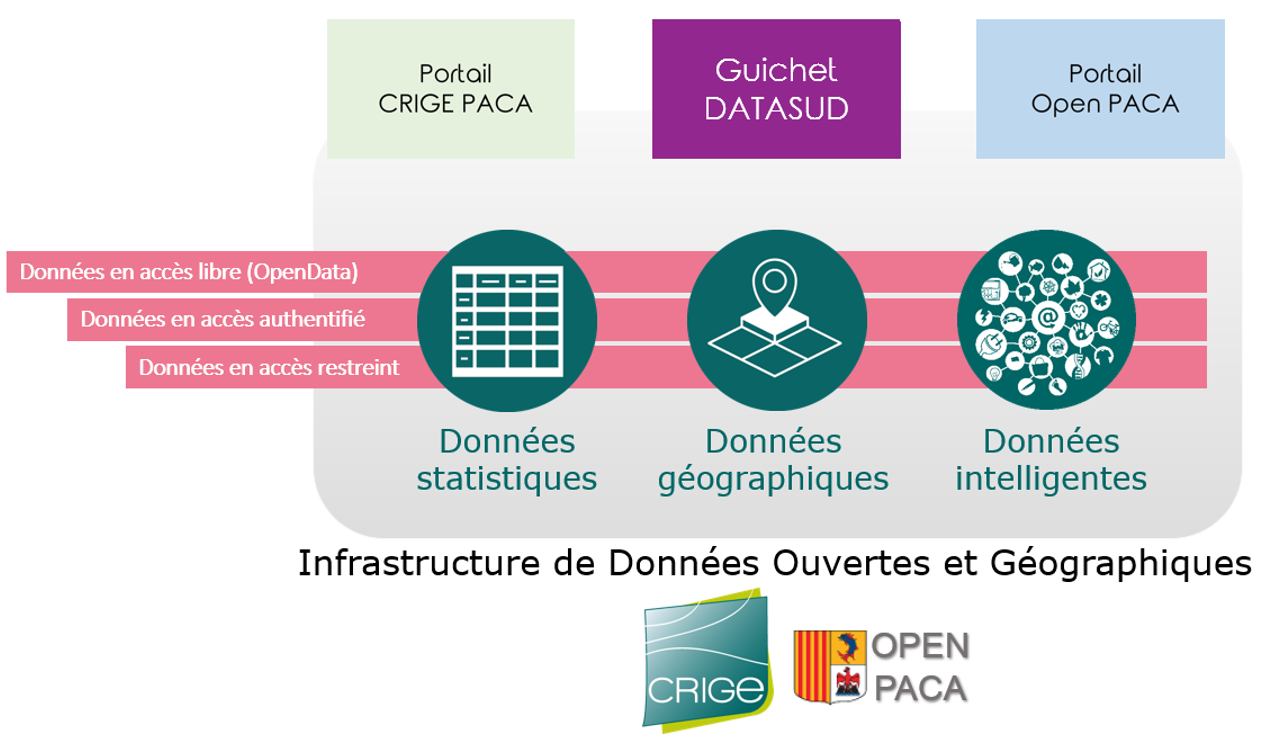 Portail
CRIGE PACA
Guichet
DATASUD
Portail
Open PACA
Données en accès libre (OpenData)
Données en accès authentifié
Données en accès restreint
Données
statistiques
Données
géographiques
@
Données
intelligentes
Infrastructure de Données Ouvertes et Géographiques
CRIGe
OPEN
PACA